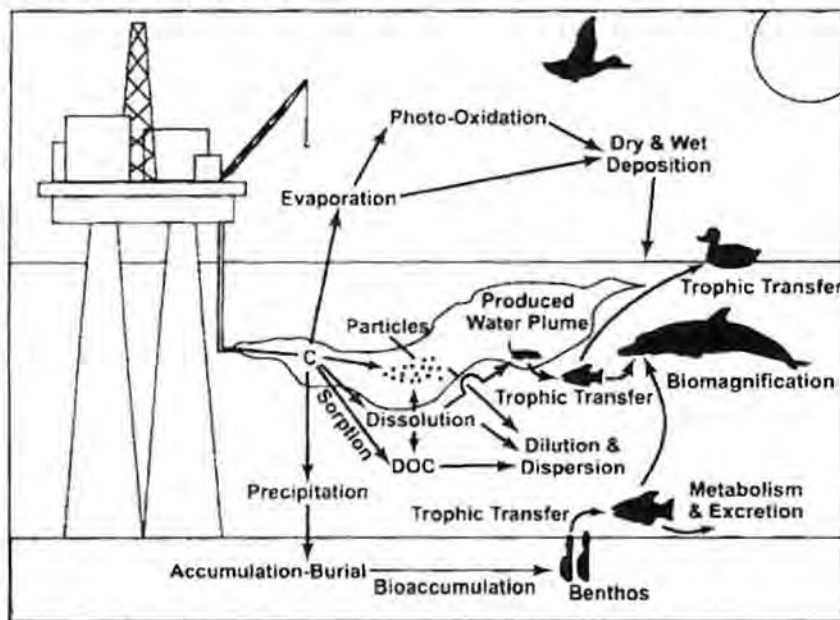 Photo-Oxidation
Dry & Wet
Deposition
Evaporation
Produced
Water Plume
Trophic Transfer
Particles
C
Trophic Transfer
Biomagnification
Sorption
Dissolution
Dilution &
Dispersion
DOC
Precipitation
Trophic Transfer
Metabolism
& Excretion
Accumulation-Burial
Bioaccumulation
Benthos